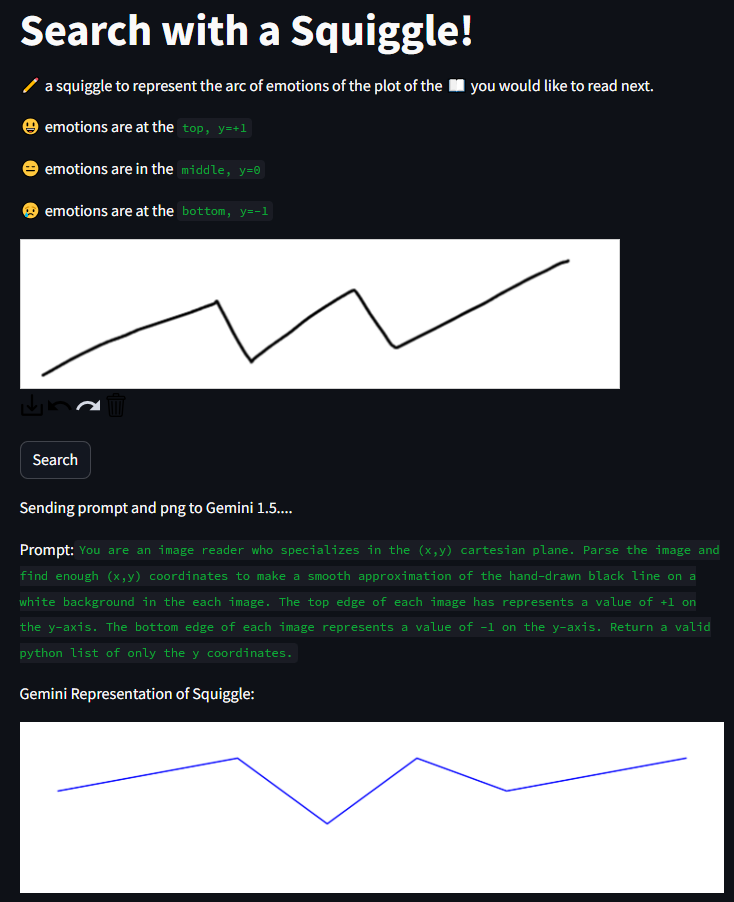 Search with a Squiggle!
✏️ a squiggle to represent the arc of emotions of the plot of the 📖 you would like to read next.
😃 emotions are at the top, y=+1
😑 emotions are in the middle, y=0
😢 emotions are at the bottom, y=-1
Search
Sending prompt and png to Gemini 1.5....
Prompt: You are an image reader who specializes in the (x,y) cartesian plane. Parse the image and
find enough (x,y) coordinates to make a smooth approximation of the hand-drawn black line on a
white background in the each image. The top edge of each image has represents a value of +1 on
the y-axis. The bottom edge of each image represents a value of -1 on the y-axis. Return a valid
python list of only the y coordinates.
Gemini Representation of Squiggle: